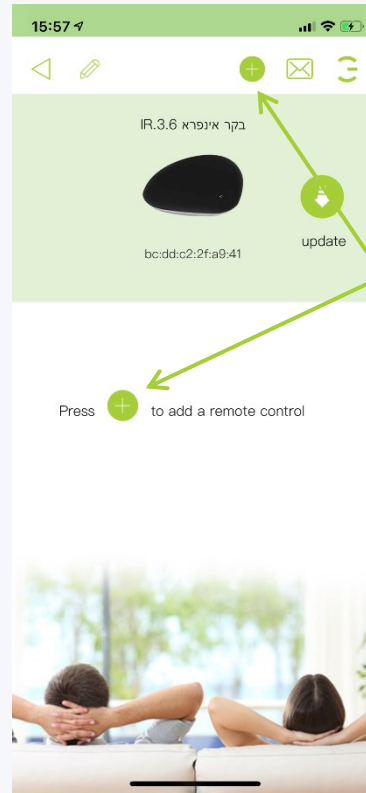 15:57
בקר אינפרא IR.3.6
bc:dd:c2:2f:a9:41
update
Press + to add a remote control